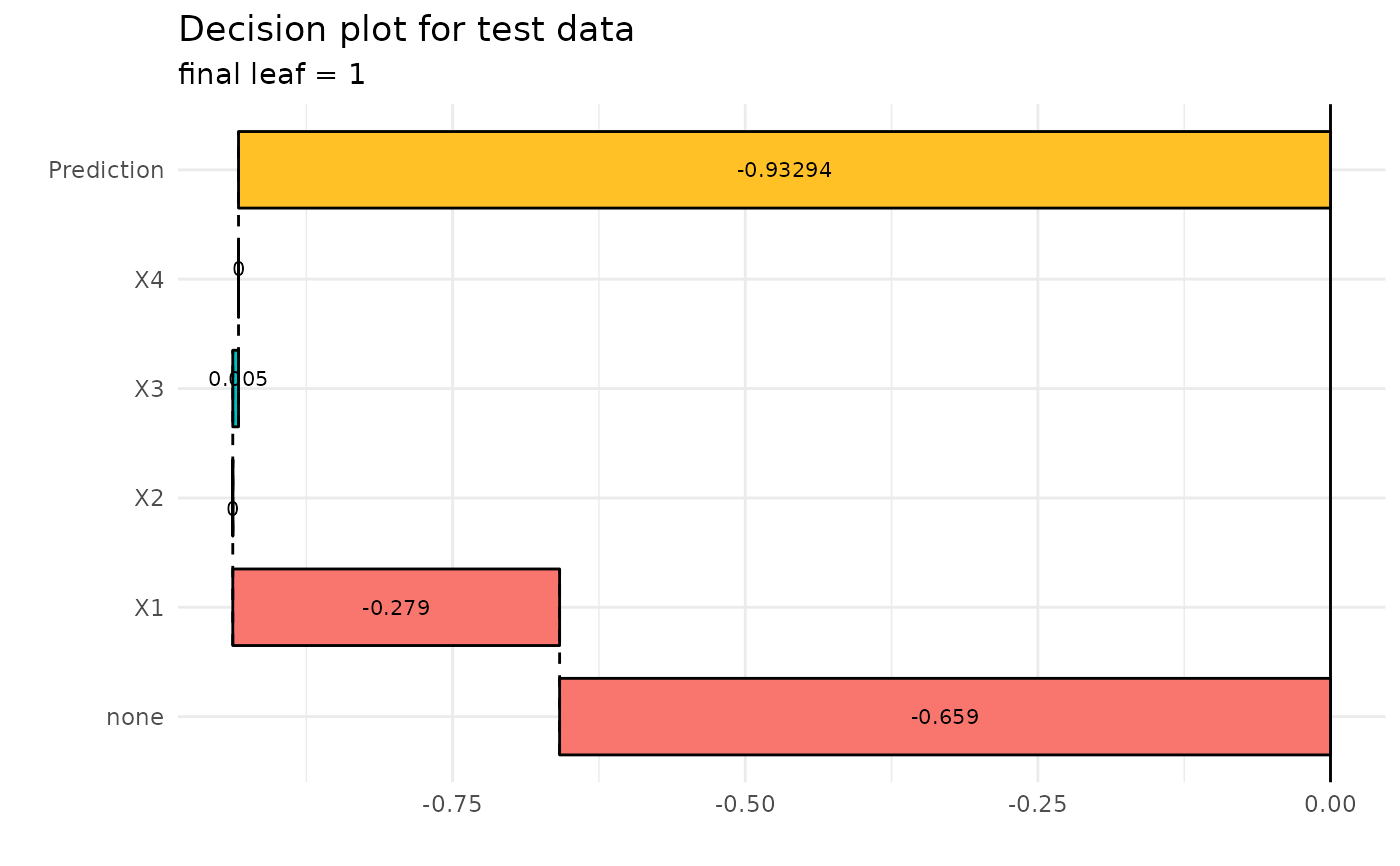 Decision plot for test data
final leaf = 1
Prediction
-0.93294
X4
0
X3
0.005
X2
0
X1
-0.279
none
-0.659
-0.75 -0.50 -0.25 0.00